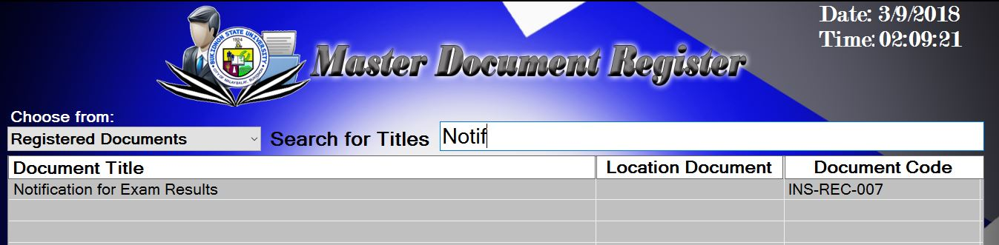 Date: 3/9/2018
Time: 02:09:21
BUKIDNON STATE UNIVERSITY
1924
CITY OF MALAYBALAY, BUKIDNON
Master Document Register
Choose from:
Registered Documents
Search for Titles
Notif
Document Title Location Document Document Code
Notification for Exam Results INS-REC-007